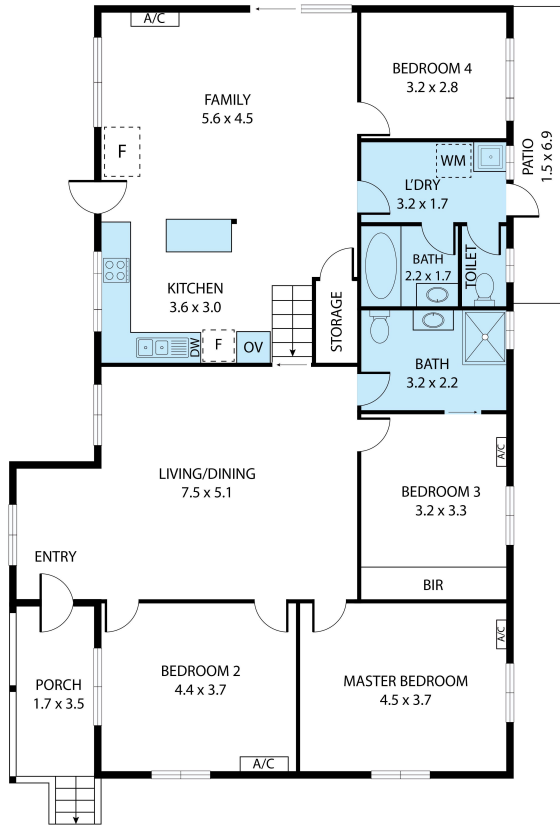 A/C
BEDROOM 4
3.2 x 2.8
FAMILY
5.6 x 4.5
F
WM
L'DRY
3.2 x 1.7
PATIO
1.5 x 6.9
BATH
2.2 x 1.7
TOILET
KITCHEN
3.6 x 3.0
STORAGE
DW
F
OV
BATH
3.2 x 2.2
LIVING/DINING
7.5 x 5.1
A/C
BEDROOM 3
3.2 x 3.3
ENTRY
BIR
A/C
BEDROOM 2
4.4 x 3.7
MASTER BEDROOM
4.5 x 3.7
PORCH
1.7 x 3.5
A/C